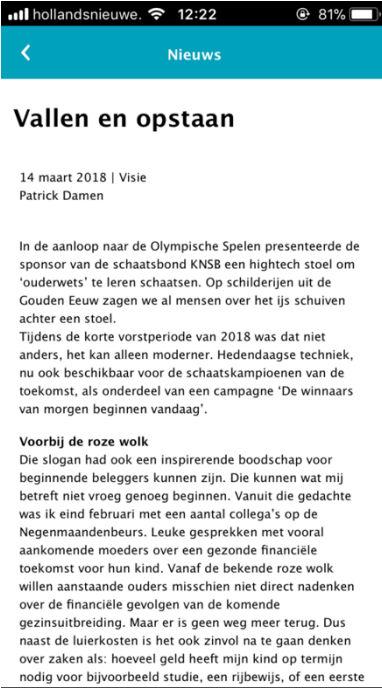 hollandsnieuwe. 12:22 81%
Nieuws
Vallen en opstaan
14 maart 2018 | Visie
Patrick Damen
In de aanloop naar de Olympische Spelen presenteerde de
sponsor van de schaatsbond KNSB een hightech stoel om
‘ouderwets’ te leren schaatsen. Op schilderijen uit de
Gouden Eeuw zagen we al mensen over het ijs schuiven
achter een stoel.
Tijdens de korte vorstperiode van 2018 was dat niet
anders, het kan alleen moderner. Hedendaagse techniek,
nu ook beschikbaar voor de schaatskampioenen van de
toekomst, als onderdeel van een campagne ‘De winnaars
van morgen beginnen vandaag’.
Voorbij de roze wolk
Die slogan had ook een inspirerende boodschap voor
beginnende beleggers kunnen zijn. Die kunnen wat mij
betreft niet vroeg genoeg beginnen. Vanuit die gedachte
was ik eind februari met een aantal collega’s op de
Negenmaandenbeurs. Leuke gesprekken met vooral
aankomende moeders over een gezonde financiële
toekomst voor hun kind. Vanaf de bekende roze wolk
willen aanstaande ouders misschien niet direct nadenken
over de financiële gevolgen van de komende
gezinsuitbreiding. Maar er is geen weg meer terug. Dus
naast de luierkosten is het ook zinvol na te gaan denken
over zaken als: hoeveel geld heeft mijn kind op termijn
nodig voor bijvoorbeeld studie, een rijbewijs, of een eerste